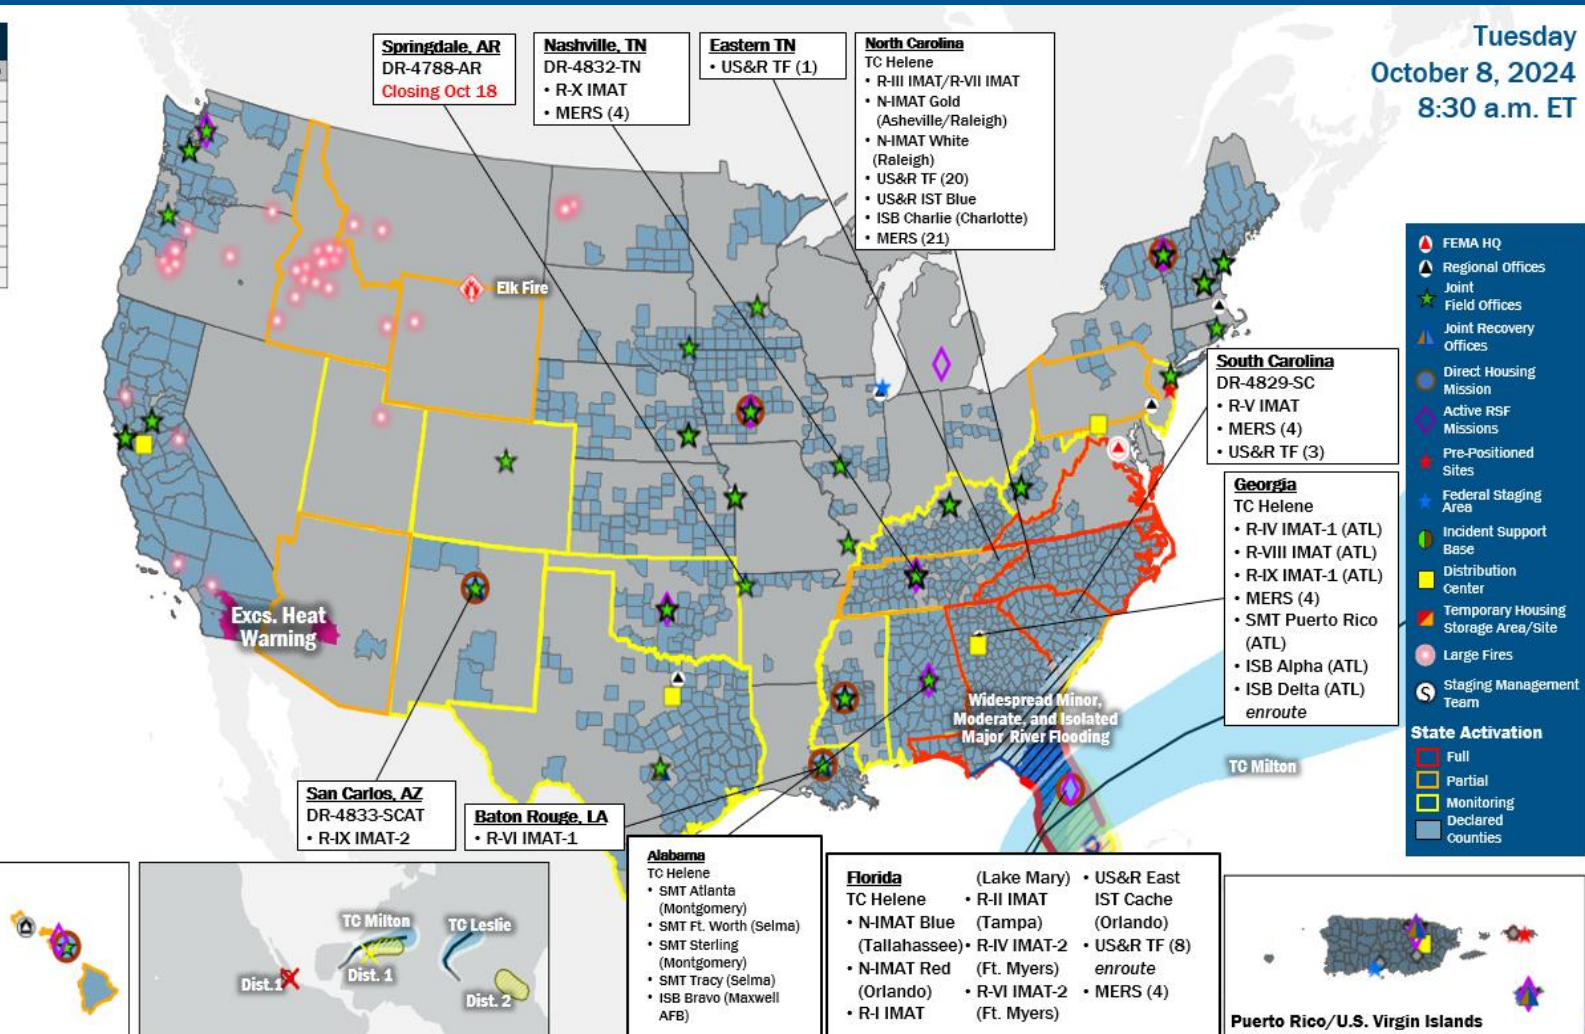 Tuesday
October 8, 2024
8:30 a.m. ET
Springdale, AR
DR-4788-AR
Closing Oct 18
Nashville, TN
DR-4832-TN
• R-X IMAT
• MERS (4)
Eastern TN
• US&R TF (1)
North Carolina
TC Helene
• R-III IMAT/R-VII IMAT
• N-IMAT Gold
(Asheville/Raleigh)
• N-IMAT White
(Raleigh)
• US&R TF (20)
• US&R IST Blue
• ISB Charlie (Charlotte)
• MERS (21)
Elk Fire
South Carolina
DR-4829-SC
• R-V IMAT
• MERS (4)
• US&R TF (3)
Georgia
TC Helene
• R-IV IMAT-1 (ATL)
• R-VIII IMAT (ATL)
• R-IX IMAT-1 (ATL)
• MERS (4)
• SMT Puerto Rico
(ATL)
• ISB Alpha (ATL)
• ISB Delta (ATL)
enroute
FEMA HQ
Regional Offices
Joint
Field Offices
Joint Recovery
Offices
Direct Housing
Mission
Active RSF
Missions
Pre-Positioned
Sites
Federal Staging
Area
Incident Support
Base
Distribution
Center
Temporary Housing
Storage Area/Site
Large Fires
S
Staging Management
Team
State Activation
Full
Partial
Monitoring
Declared
Counties
Excs. Heat
Warning
Widespread Minor,
Moderate, and Isolated
Major River Flooding
TC Milton
San Carlos, AZ
DR-4833-SCAT
• R-IX IMAT-2
Baton Rouge, LA
• R-VI IMAT-1
Alabama
TC Helene
• SMT Atlanta
(Montgomery)
• SMT Ft. Worth (Selma)
• SMT Sterling
(Montgomery)
• SMT Tracy (Selma)
• ISB Bravo (Maxwell
AFB)
Florida
TC Helene
• N-IMAT Blue
(Tallahassee)
• N-IMAT Red
(Orlando)
• R-I IMAT
(Lake Mary)
• R-II IMAT
(Tampa)
• R-IV IMAT-2
(Ft. Myers)
• R-VI IMAT-2
(Ft. Myers)
• US&R East
IST Cache
(Orlando)
• US&R TF (8)
enroute
• MERS (4)
TC Milton
TC Leslie
Dist. 1
Dist. 1
Dist. 2
Puerto Rico/U.S. Virgin Islands